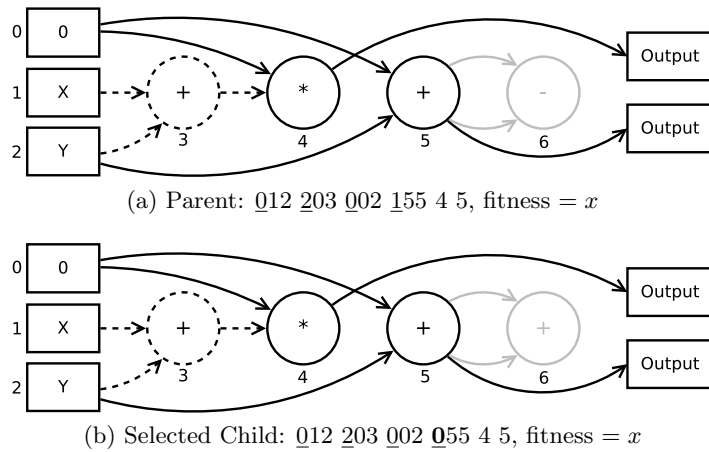 0 0
1 X
2 Y
+
3
*
4
+
5
-
6
Output
Output
(a) Parent: 012 203 002 155 4 5, fitness = x
0 0
1 X
2 Y
+
3
*
4
+
5
+
6
Output
Output
(b) Selected Child: 012 203 002 055 4 5, fitness = x